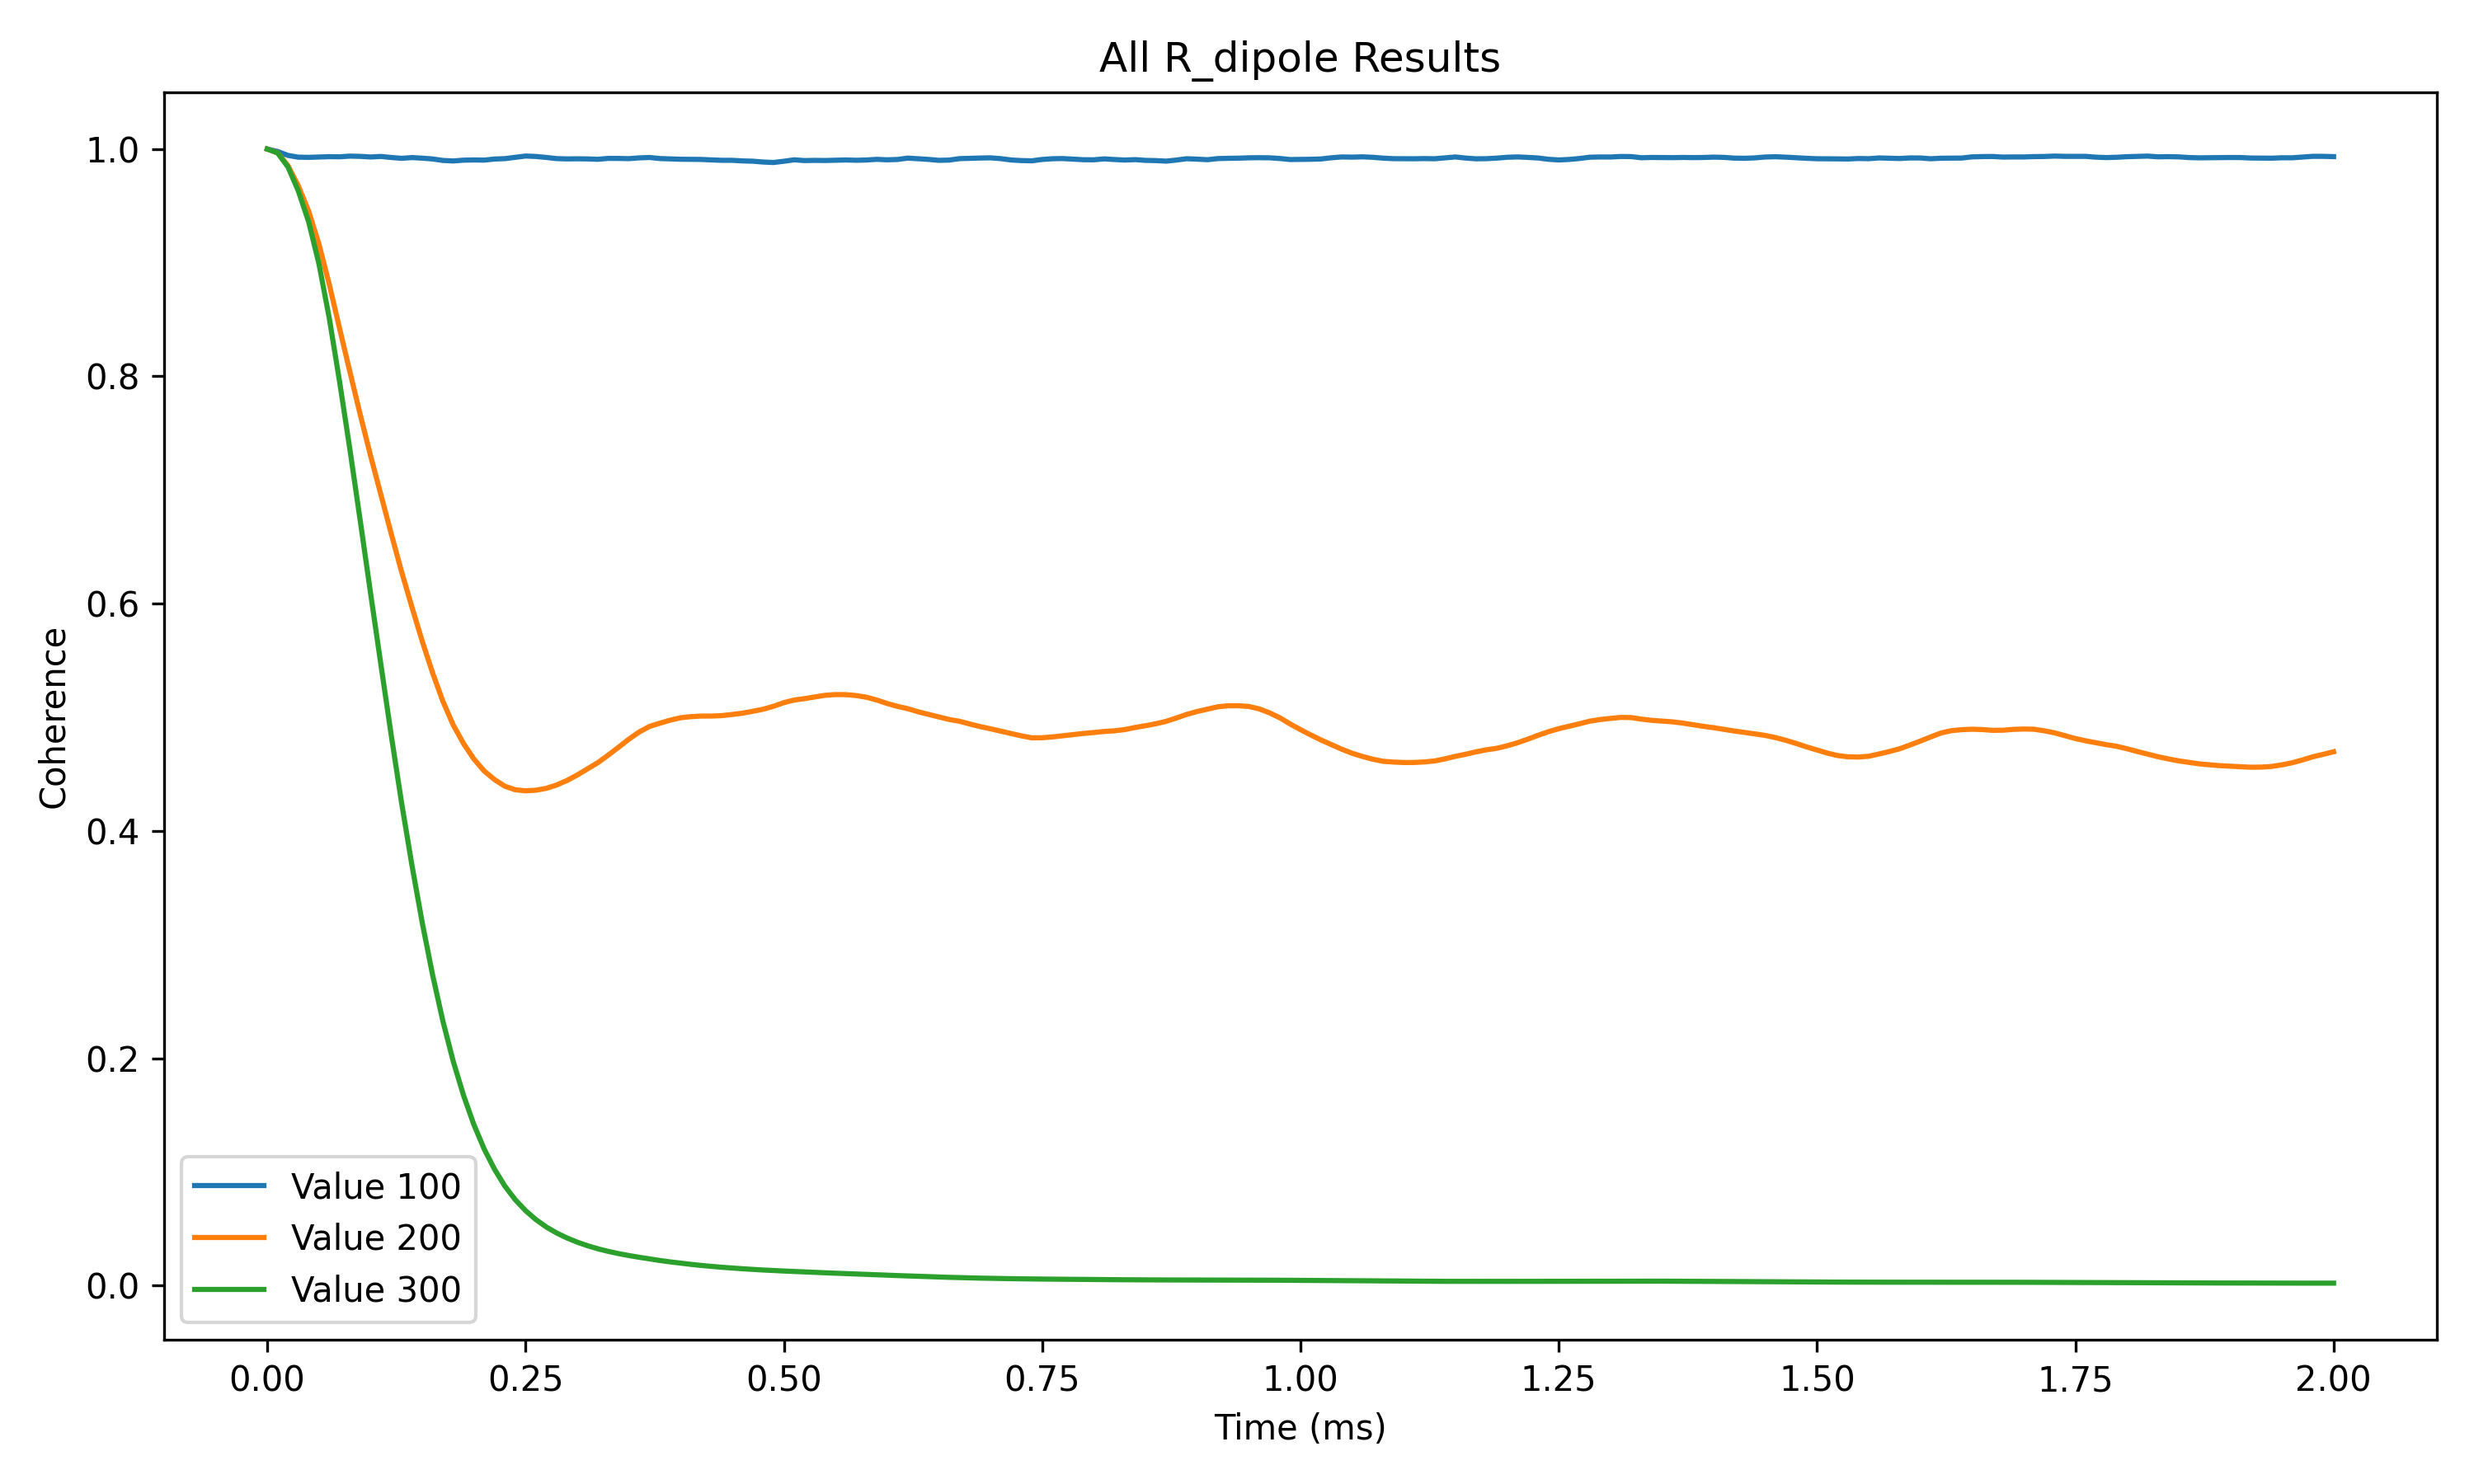 All R_dipole Results
Coherence
1.0
0.8
0.6
0.4
0.2
0.0
Value 100
Value 200
Value 300
0.00 0.25 0.50 0.75 1.00 1.25 1.50 1.75 2.00
Time (ms)